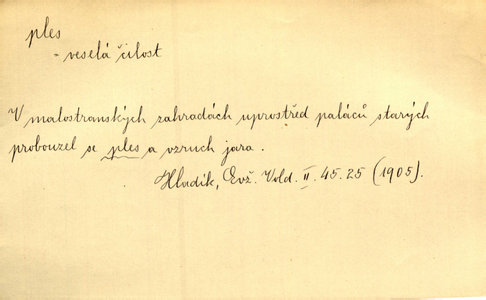 ples
- veselá čilost
V malostranských zahradách uprostřed paláců starých
probouzel se ples a vzruch jara.
Hladík, Evž. Vold. II. 45. 25 (1905).